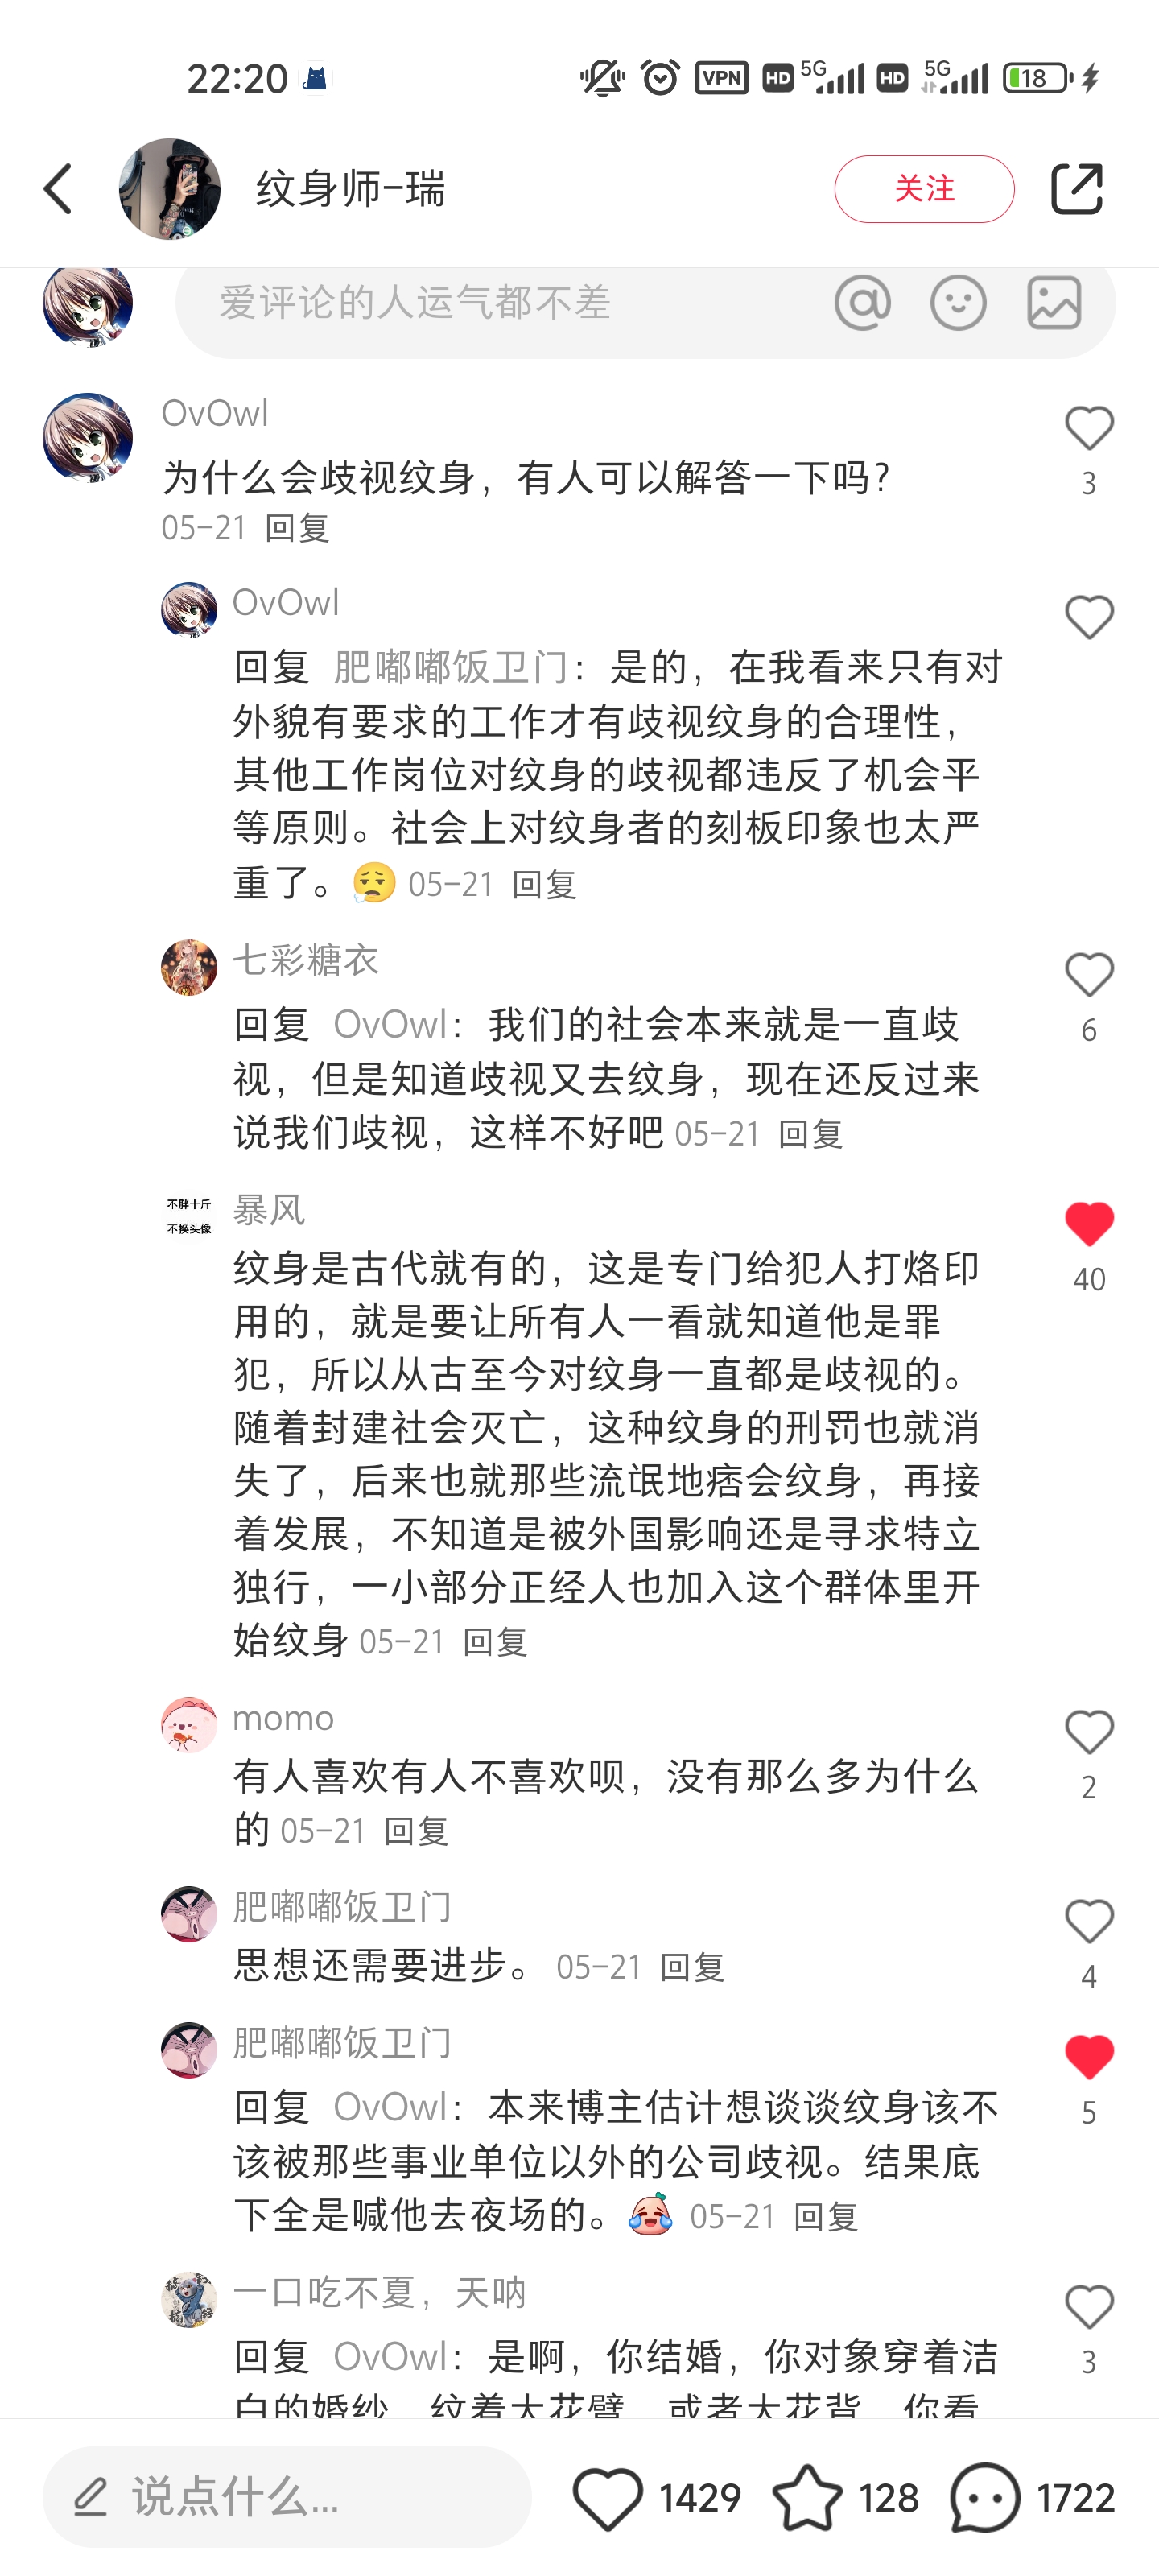 22:20
VPN HD 5G HD 5G 18
纹身师-瑞
关注
爱评论的人运气都不差
OvOwl
为什么会歧视纹身，有人可以解答一下吗?
3
05-21 回复
OvOwl
回复 肥嘟嘟饭卫门：是的，在我看来只有对
外貌有要求的工作才有歧视纹身的合理性，
其他工作岗位对纹身的歧视都违反了机会平
等原则。社会上对纹身者的刻板印象也太严
重了。😮‍💨 05-21 回复
七彩糖衣
回复 OvOwl：我们的社会本来就是一直歧
6
视，但是知道歧视又去纹身，现在还反过来
说我们歧视，这样不好吧 05-21 回复
不胖十斤
不换头像
暴风
纹身是古代就有的，这是专门给犯人打烙印
40
用的，就是要让所有人一看就知道他是罪
犯，所以从古至今对纹身一直都是歧视的。
随着封建社会灭亡，这种纹身的刑罚也就消
失了，后来也就那些流氓地痞会纹身，再接
着发展，不知道是被外国影响还是寻求特立
独行，一小部分正经人也加入这个群体里开
始纹身 05-21 回复
momo
有人喜欢有人不喜欢呗，没有那么多为什么
2
的 05-21 回复
肥嘟嘟饭卫门
思想还需要进步。 05-21 回复
4
肥嘟嘟饭卫门
回复 OvOwl：本来博主估计想谈谈纹身该不
5
该被那些事业单位以外的公司歧视。结果底
下全是喊他去夜场的。 05-21 回复
一口吃不夏，天呐
回复 OvOwl：是啊，你结婚，你对象穿着洁
3
白的婚纱，纹着大花臂，或者大花背，你看
说点什么...
1429
128
1722